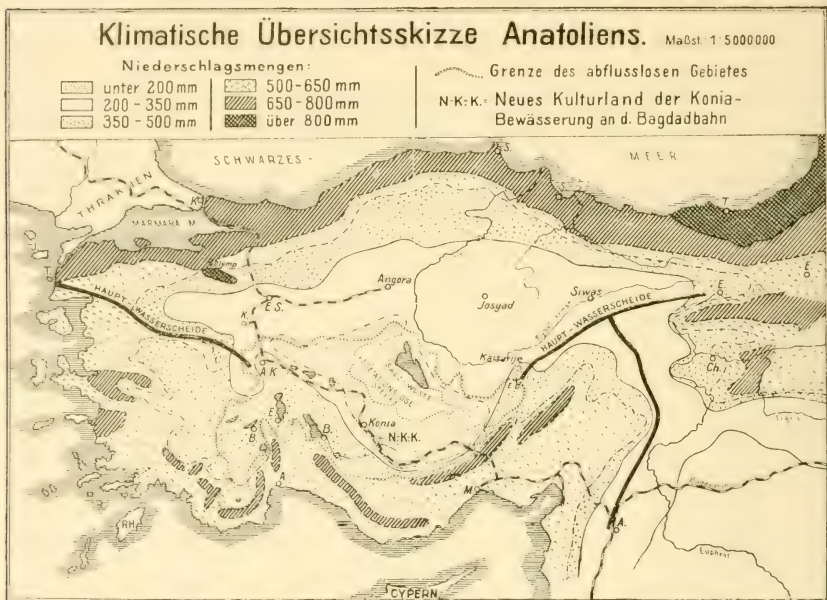 Klimatische Übersichtsskizze Anatoliens. Maßst. 1:5000000
Niederschlagsmengen:
unter 200 mm
200 - 350 mm
350 - 500 mm
500 - 650 mm
650 - 800 mm
über 800 mm
Grenze des abflusslosen Gebietes
N.K.K. = Neues Kulturland der Konia-
Bewässerung an d. Bagdadbahn
SCHWARZES -
MEER
THRAKIEN
MARMARA M.
K.
S.
S.
T.
T.
Olymp
HAUPT-WASSERSCHEIDE
E.S.
Angora
Josgad
Siwas
E.
E.
HAUPT-WASSERSCHEIDE
K.
A.K.
Kaisarije
E.D.
Ch.
E.
B.
B.
Konia
N.K.K.
A.
M.
A.
Tigris
Euphrat
RH.
CYPERN